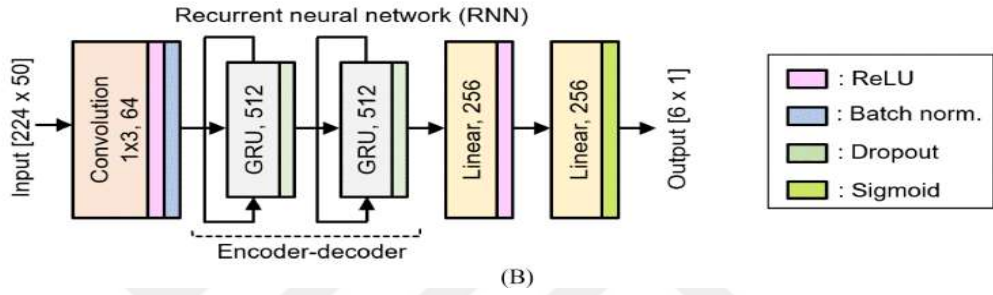 Recurrent neural network (RNN)
Input [224 x 50]
Convolution
1x3, 64
GRU, 512
GRU, 512
Linear, 256
Linear, 256
Output [6 x 1]
Encoder-decoder
: ReLU
: Batch norm.
: Dropout
: Sigmoid
(B)